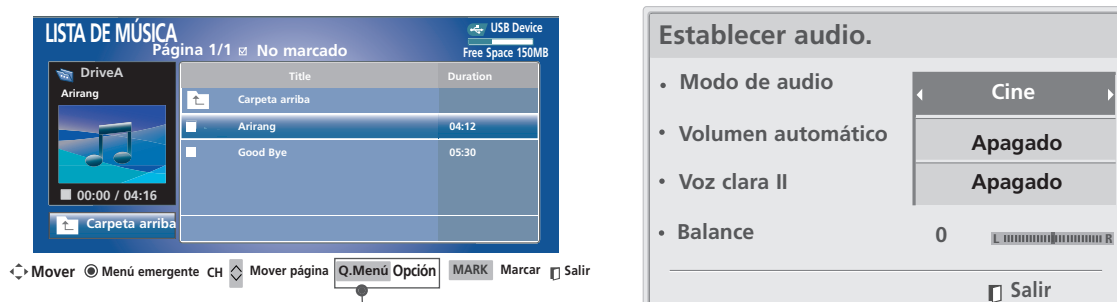 LISTA DE MÚSICA
Página 1/1 No marcado
USB Device
Free Space 150MB
DriveA
Arirang
00:00 / 04:16
Carpeta arriba
Title Duration
Carpeta arriba
Arirang 04:12
Good Bye 05:30
Mover Menú emergente CH Mover página Q.Menú Opción MARK Marcar Salir
Establecer audio.
• Modo de audio Cine
• Volumen automático Apagado
• Voz clara II Apagado
• Balance 0 L R
Salir